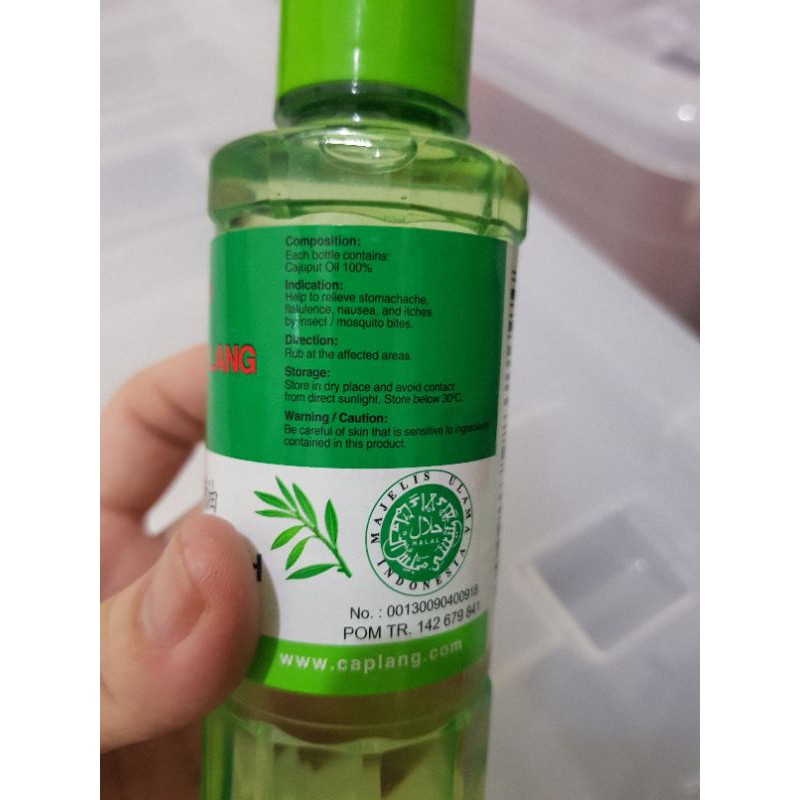 Composition:
Each bottle contains:
Cajuput Oil 100%
Indication:
Help to relieve stomachache,
flatulence, nausea, and itches
by insect / mosquito bites.
Direction:
Rub at the affected areas.
Storage:
Store in dry place and avoid contact
from direct sunlight. Store below 30ºC.
Warning / Caution:
Be careful of skin that is sensitive to ingredients
contained in this product.
LANG
H
MAJELIS ULAMA
INDONESIA
حلال
HALAL
No. : 00130090400918
POM TR. 142 679 841
www.caplang.com